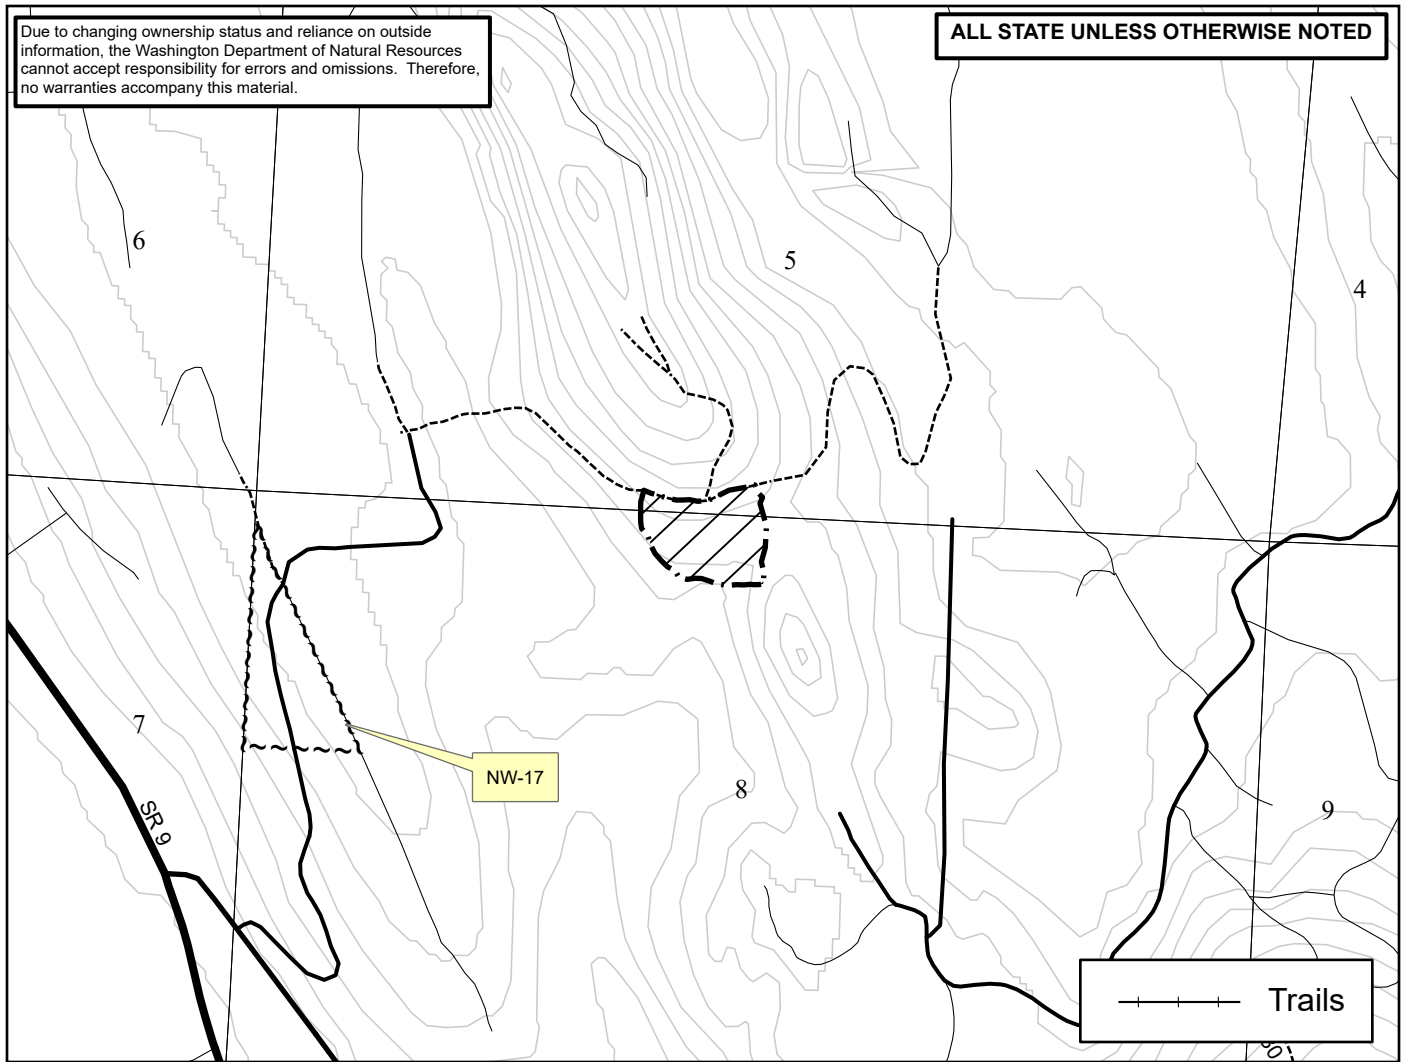 Due to changing ownership status and reliance on outside
information, the Washington Department of Natural Resources
cannot accept responsibility for errors and omissions. Therefore,
no warranties accompany this material.
ALL STATE UNLESS OTHERWISE NOTED
6
5
4
7
NW-17
8
SR 9
9
Trails